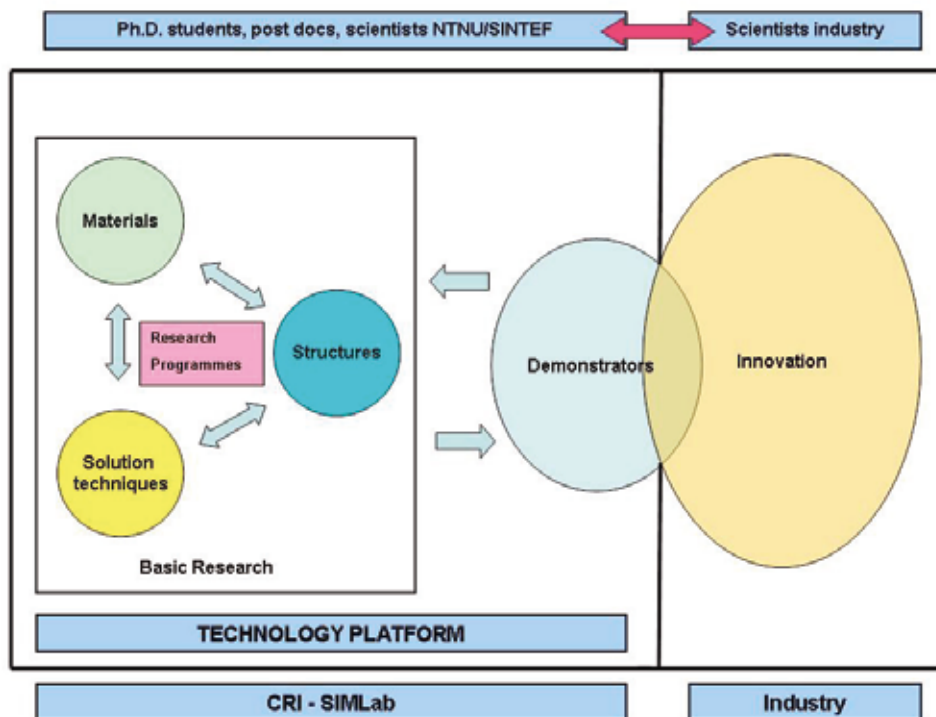 Ph.D. students, post docs, scientists NTNU/SINTEF
Scientists industry
Materials
Research
Programmes
Structures
Solution
techniques
Basic Research
Demonstrators
Innovation
TECHNOLOGY PLATFORM
CRI - SIMLab
Industry